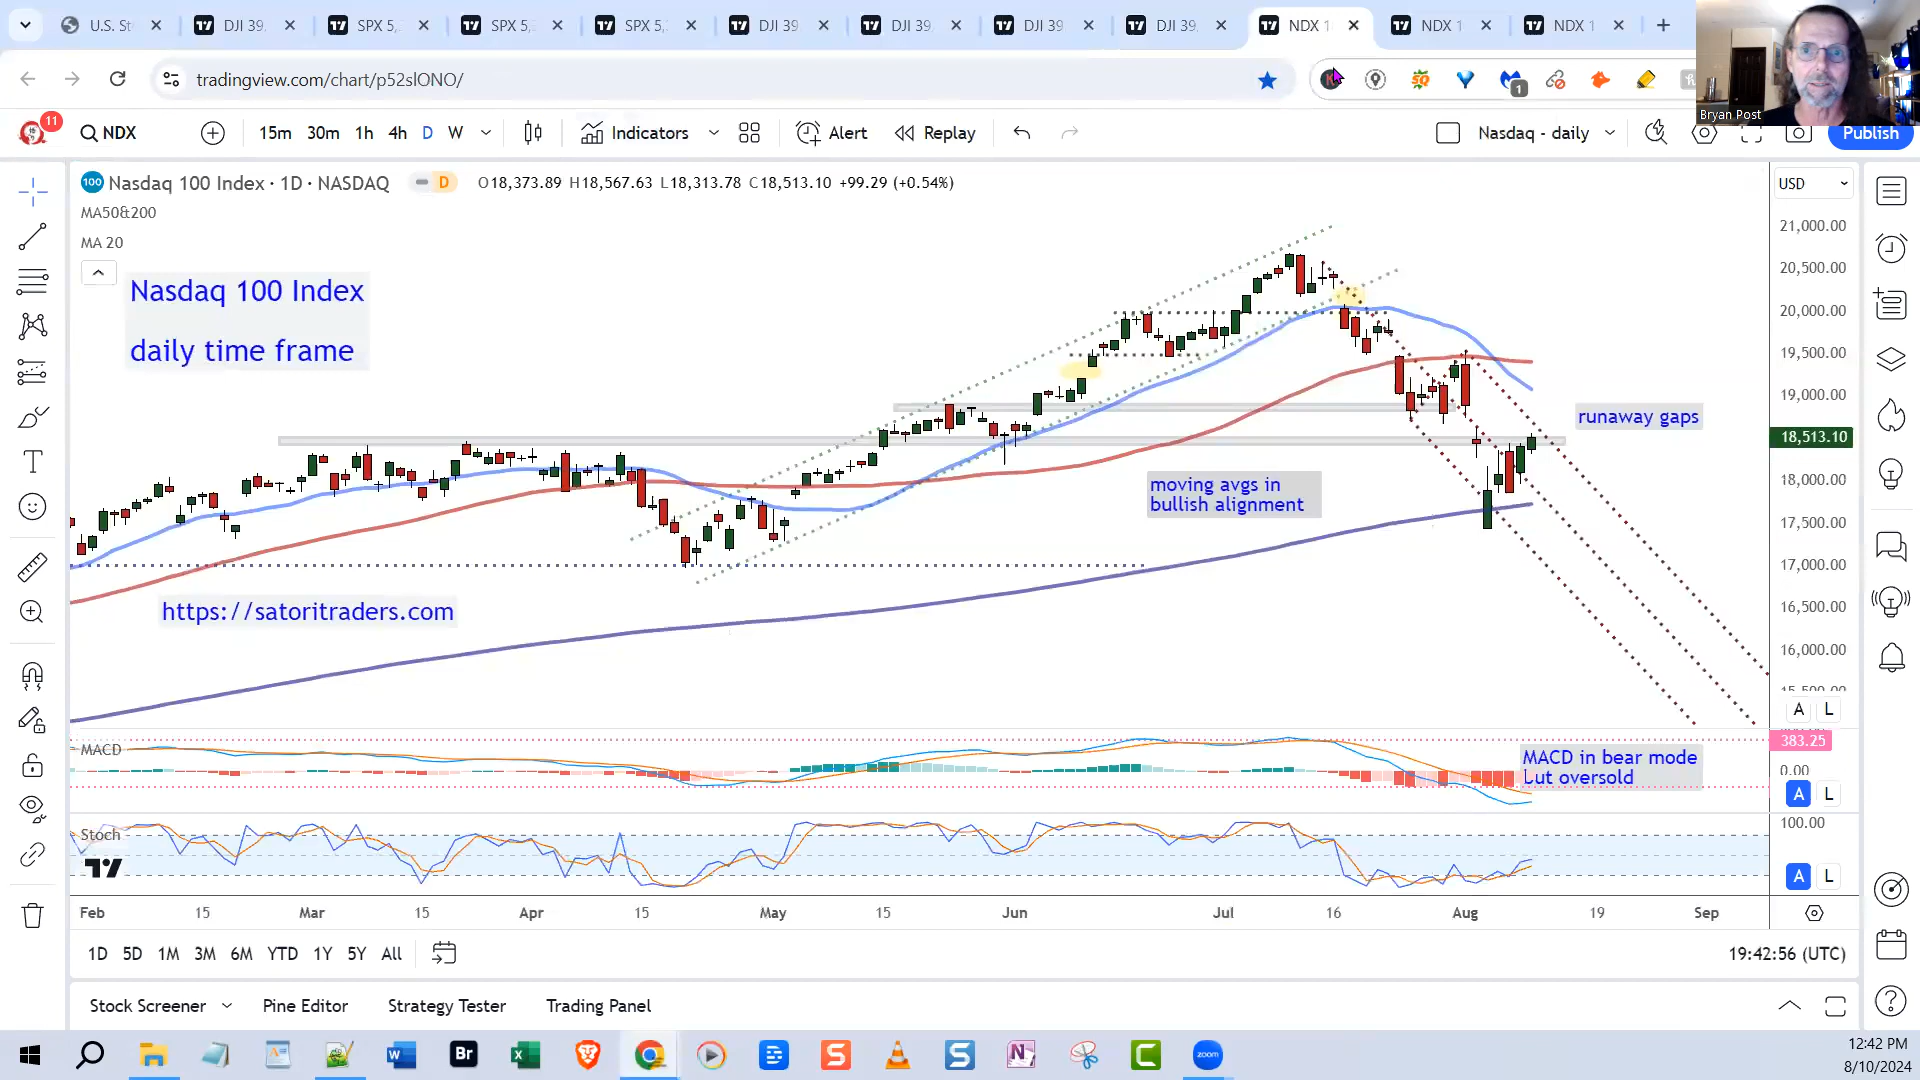 U.S. St
DJI 39
SPX 5,
SPX 5,
SPX 5,
DJI 39
DJI 39
DJI 39
DJI 39
NDX 1
NDX 1
NDX 1
tradingview.com/chart/p52slONO/
1
Bryan Post
11
NDX
15m 30m 1h 4h D W
Indicators
Alert
Replay
Nasdaq - daily
Publish
100 Nasdaq 100 Index · 1D · NASDAQ D O18,373.89 H18,567.63 L18,313.78 C18,513.10 +99.29 (+0.54%)
USD
MA50&200
MA 20
Nasdaq 100 Index
daily time frame
21,000.00
20,500.00
20,000.00
19,500.00
19,000.00
runaway gaps
18,513.10
18,000.00
17,500.00
17,000.00
16,500.00
16,000.00
15,500.00
moving avgs in
bullish alignment
https://satoritraders.com
A L
MACD
383.25
0.00
MACD in bear mode
but oversold
A L
Stoch
100.00
A L
Feb 15 Mar 15 Apr 15 May 15 Jun Jul 16 Aug 19 Sep
1D 5D 1M 3M 6M YTD 1Y 5Y All
19:42:56 (UTC)
Stock Screener Pine Editor Strategy Tester Trading Panel
Br
zoom
12:42 PM
8/10/2024